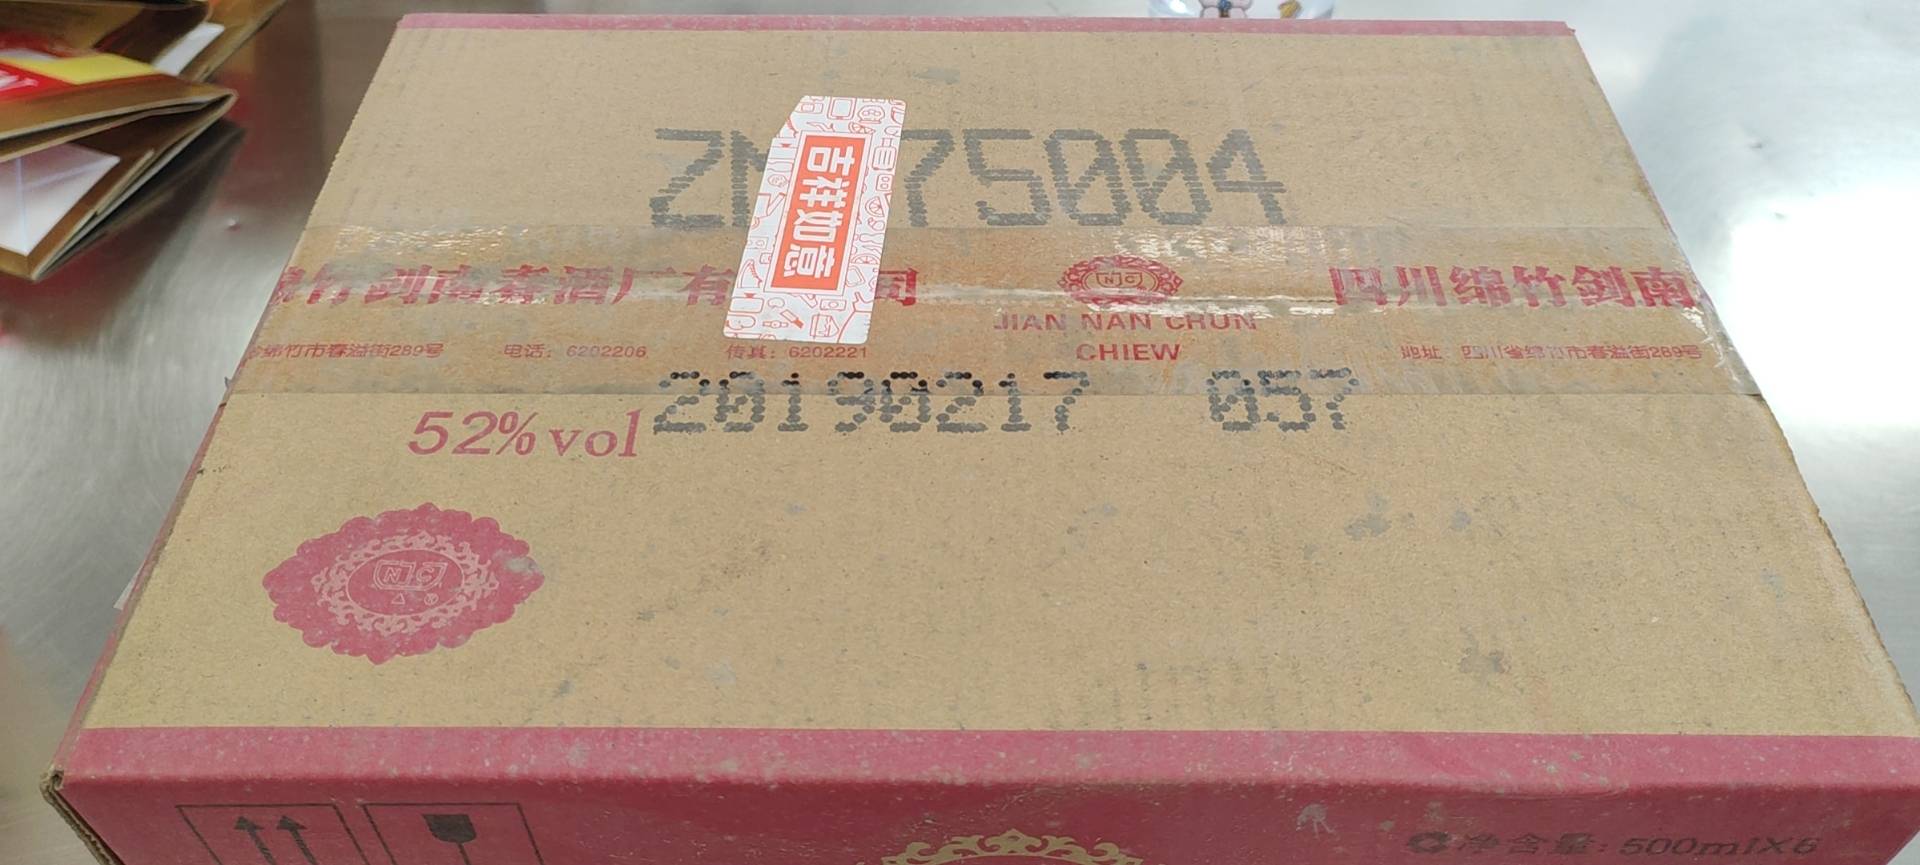 75004
吉祥如意
竹剑南春酒厂有 司
四川绵竹剑南
JIAN NAN CHUN
CHIEW
绵竹市春溢街289号 电话：6202206 传真：6202221
地址 四川省绵竹市春溢街289号
20190217 057
52%vol
NC
净含量：500mlX6